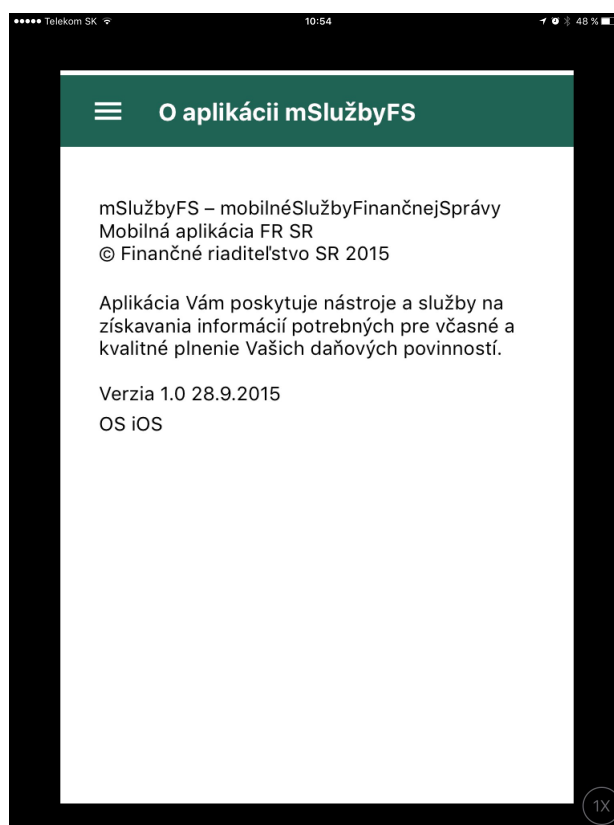 Telekom SK 10:54 48 %
O aplikácii mSlužbyFS
mSlužbyFS – mobilnéSlužbyFinančnejSprávy
Mobilná aplikácia FR SR
© Finančné riaditeľstvo SR 2015
Aplikácia Vám poskytuje nástroje a služby na
získavania informácií potrebných pre včasné a
kvalitné plnenie Vašich daňových povinností.
Verzia 1.0 28.9.2015
OS iOS
1X